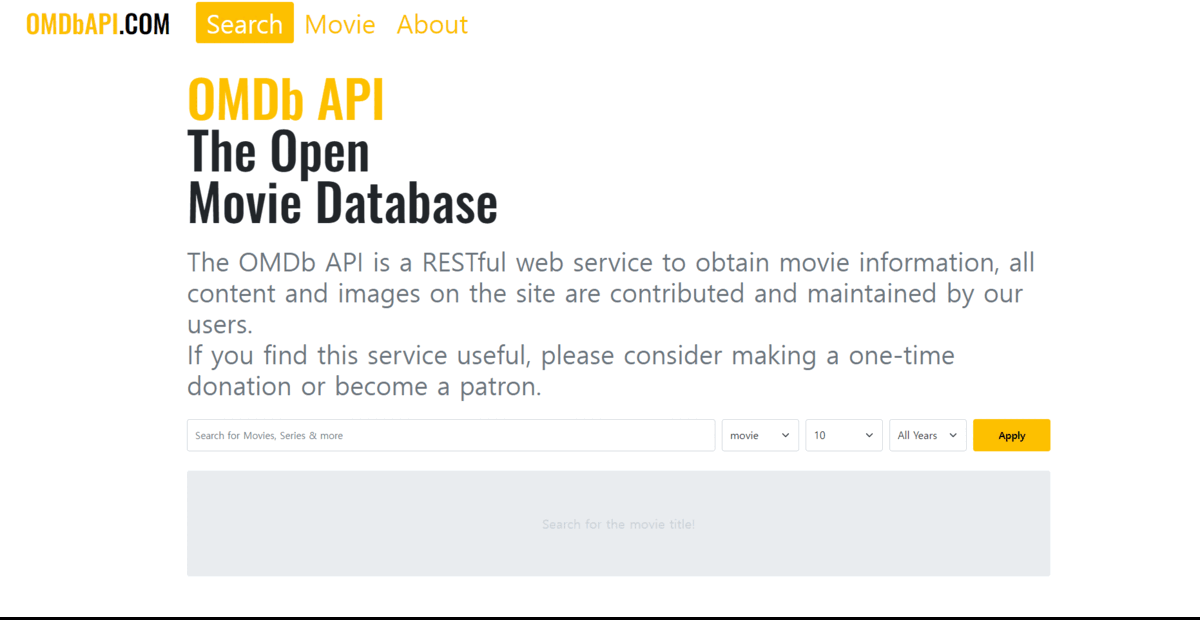 OMDbAPI.COM Search Movie About
OMDb API
The Open
Movie Database
The OMDb API is a RESTful web service to obtain movie information, all
content and images on the site are contributed and maintained by our
users.
If you find this service useful, please consider making a one-time
donation or become a patron.
Search for Movies, Series & more movie 10 All Years Apply
Search for the movie title!